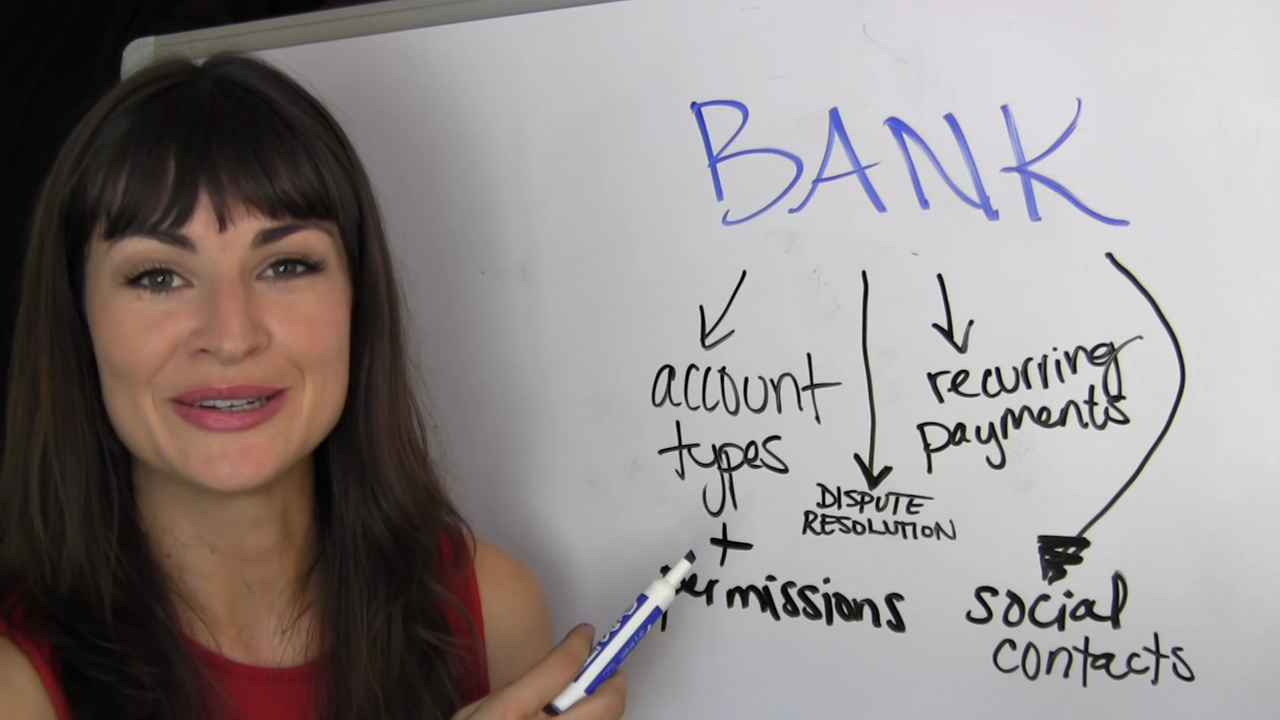 BANK
account
types
+
permissions
DISPUTE
RESOLUTION
recurring
payments
social
contacts